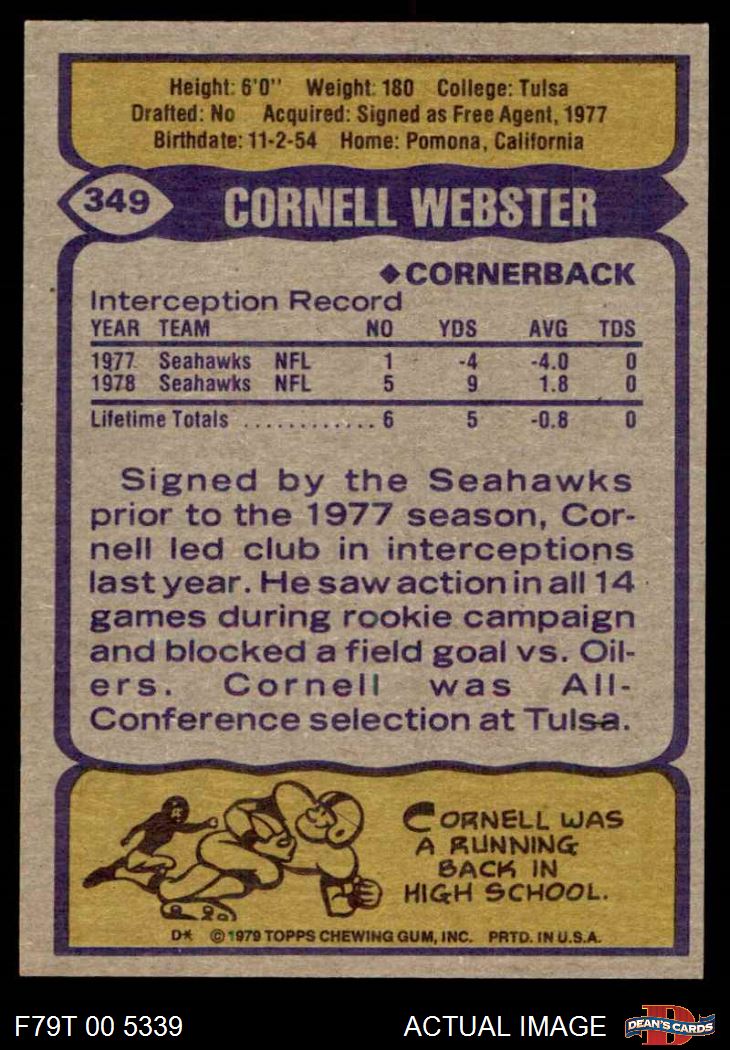 Height: 6'0" Weight: 180 College: Tulsa
Drafted: No Acquired: Signed as Free Agent, 1977
Birthdate: 11-2-54 Home: Pomona, California
349 CORNELL WEBSTER
◆CORNERBACK
Interception Record
YEAR TEAM NO YDS AVG TDS
1977 Seahawks NFL 1 -4 -4.0 0
1978 Seahawks NFL 5 9 1.8 0
Lifetime Totals ............ 6 5 -0.8 0
Signed by the Seahawks
prior to the 1977 season, Cor-
nell led club in interceptions
last year. He saw action in all 14
games during rookie campaign
and blocked a field goal vs. Oil-
ers. Cornell was All-
Conference selection at Tulsa.
CORNELL WAS
A RUNNING
BACK IN
HIGH SCHOOL.
D* © 1979 TOPPS CHEWING GUM, INC. PRTD. IN U.S.A.
F79T 00 5339 ACTUAL IMAGE D DEAN'S CARDS